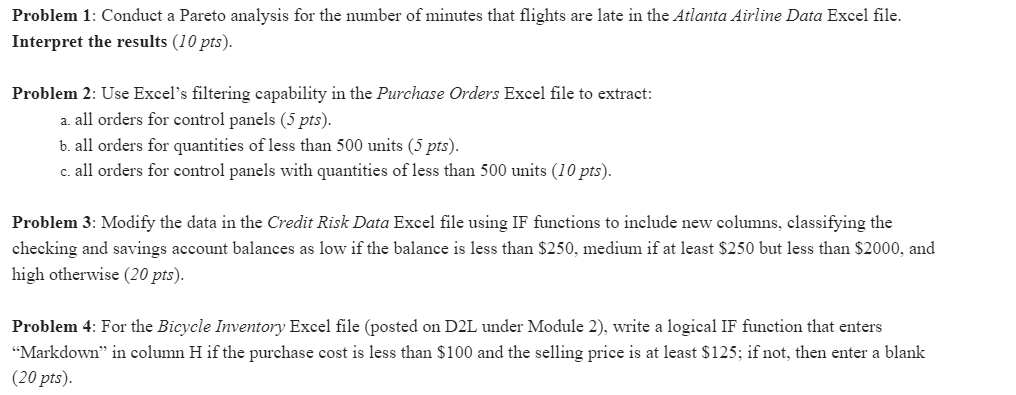 Problem 1: Conduct a Pareto analysis for the number of minutes that flights are late in the Atlanta Airline Data Excel file.
Interpret the results (10 pts).
Problem 2: Use Excel's filtering capability in the Purchase Orders Excel file to extract:
a. all orders for control panels (5 pts).
b. all orders for quantities of less than 500 units (5 pts).
c. all orders for control panels with quantities of less than 500 units (10 pts).
Problem 3: Modify the data in the Credit Risk Data Excel file using IF functions to include new columns, classifying the
checking and savings account balances as low if the balance is less than $250, medium if at least $250 but less than $2000, and
high otherwise (20 pts).
Problem 4: For the Bicycle Inventory Excel file (posted on D2L under Module 2), write a logical IF function that enters
“Markdown” in column H if the purchase cost is less than $100 and the selling price is at least $125; if not, then enter a blank
(20 pts).